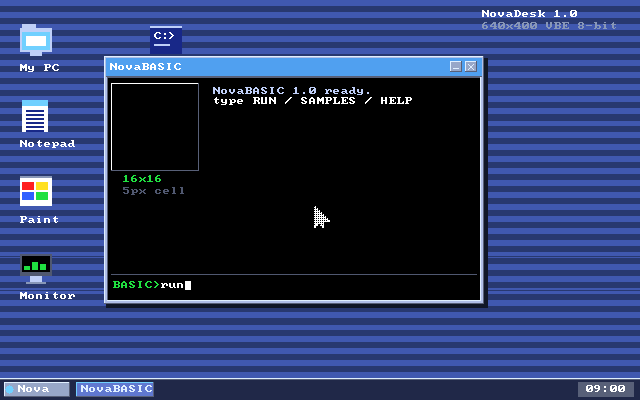 NovaDesk 1.0
640x400 VBE 8-bit
C:>
My PC
Notepad
Paint
Monitor
NovaBASIC
NovaBASIC 1.0 ready.
type RUN / SAMPLES / HELP
16x16
5px cell
BASIC>run
Nova
NovaBASIC
09:00